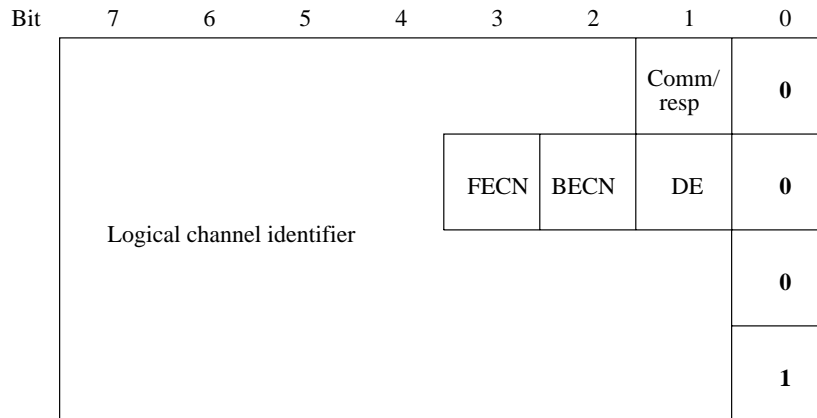 Bit 7 6 5 4 3 2 1 0
Comm/
resp 0
FECN BECN DE 0
Logical channel identifier
0
1